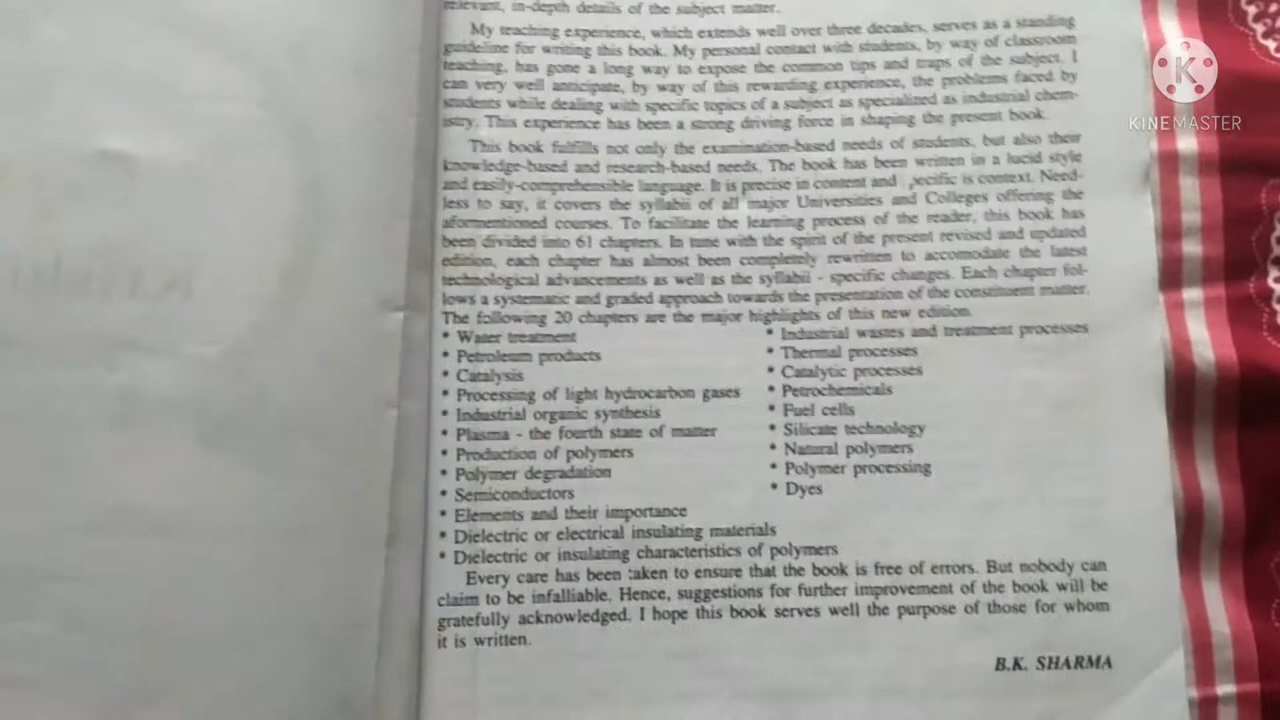 relevant, in-depth details of the subject matter.
My teaching experience, which extends well over three decades, serves as a standing
guideline for writing this book. My personal contact with students, by way of classroom
teaching, has gone a long way to expose the common tips and traps of the subject. I
can very well anticipate, by way of this rewarding experience, the problems faced by
students while dealing with specific topics of a subject as specialized as industrial chem-
istry. This experience has been a strong driving force in shaping the present book.
This book fulfills not only the examination-based needs of students, but also their
knowledge-based and research-based needs. The book has been written in a lucid style
and easily-comprehensible language. It is precise in content and pecific is context. Need-
less to say, it covers the syllabii of all major Universities and Colleges offering the
aformentioned courses. To facilitate the learning process of the reader, this book has
been divided into 61 chapters. In tune with the spirit of the present revised and updated
edition, each chapter has almost been completely rewritten to accomodate the latest
technological advancements as well as the syllabii - specific changes. Each chapter fol-
lows a systematic and graded approach towards the presentation of the constituent matter.
The following 20 chapters are the major highlights of this new edition.
* Water treatment
* Petroleum products
* Catalysis
* Processing of light hydrocarbon gases
* Industrial organic synthesis
* Plasma - the fourth state of matter
* Production of polymers
* Polymer degradation
* Semiconductors
* Elements and their importance
* Dielectric or electrical insulating materials
* Dielectric or insulating characteristics of polymers
* Industrial wastes and treatment processes
* Thermal processes
* Catalytic processes
* Petrochemicals
* Fuel cells
* Silicate technology
* Natural polymers
* Polymer processing
* Dyes
Every care has been taken to ensure that the book is free of errors. But nobody can
claim to be infalliable. Hence, suggestions for further improvement of the book will be
gratefully acknowledged. I hope this book serves well the purpose of those for whom
it is written.
B.K. SHARMA
K
KINEMASTER